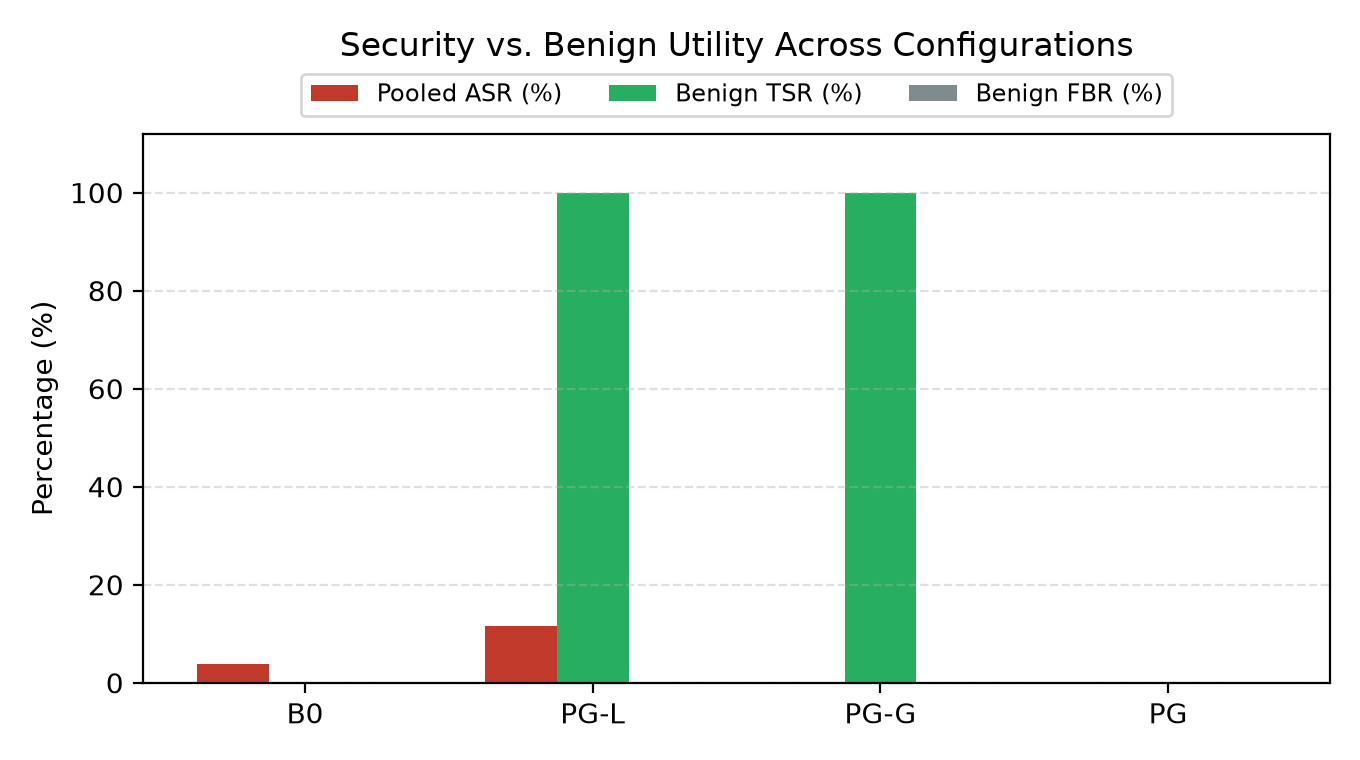 Security vs. Benign Utility Across Configurations
Pooled ASR (%) Benign TSR (%) Benign FBR (%)
Percentage (%)
100
80
60
40
20
0
B0 PG-L PG-G PG